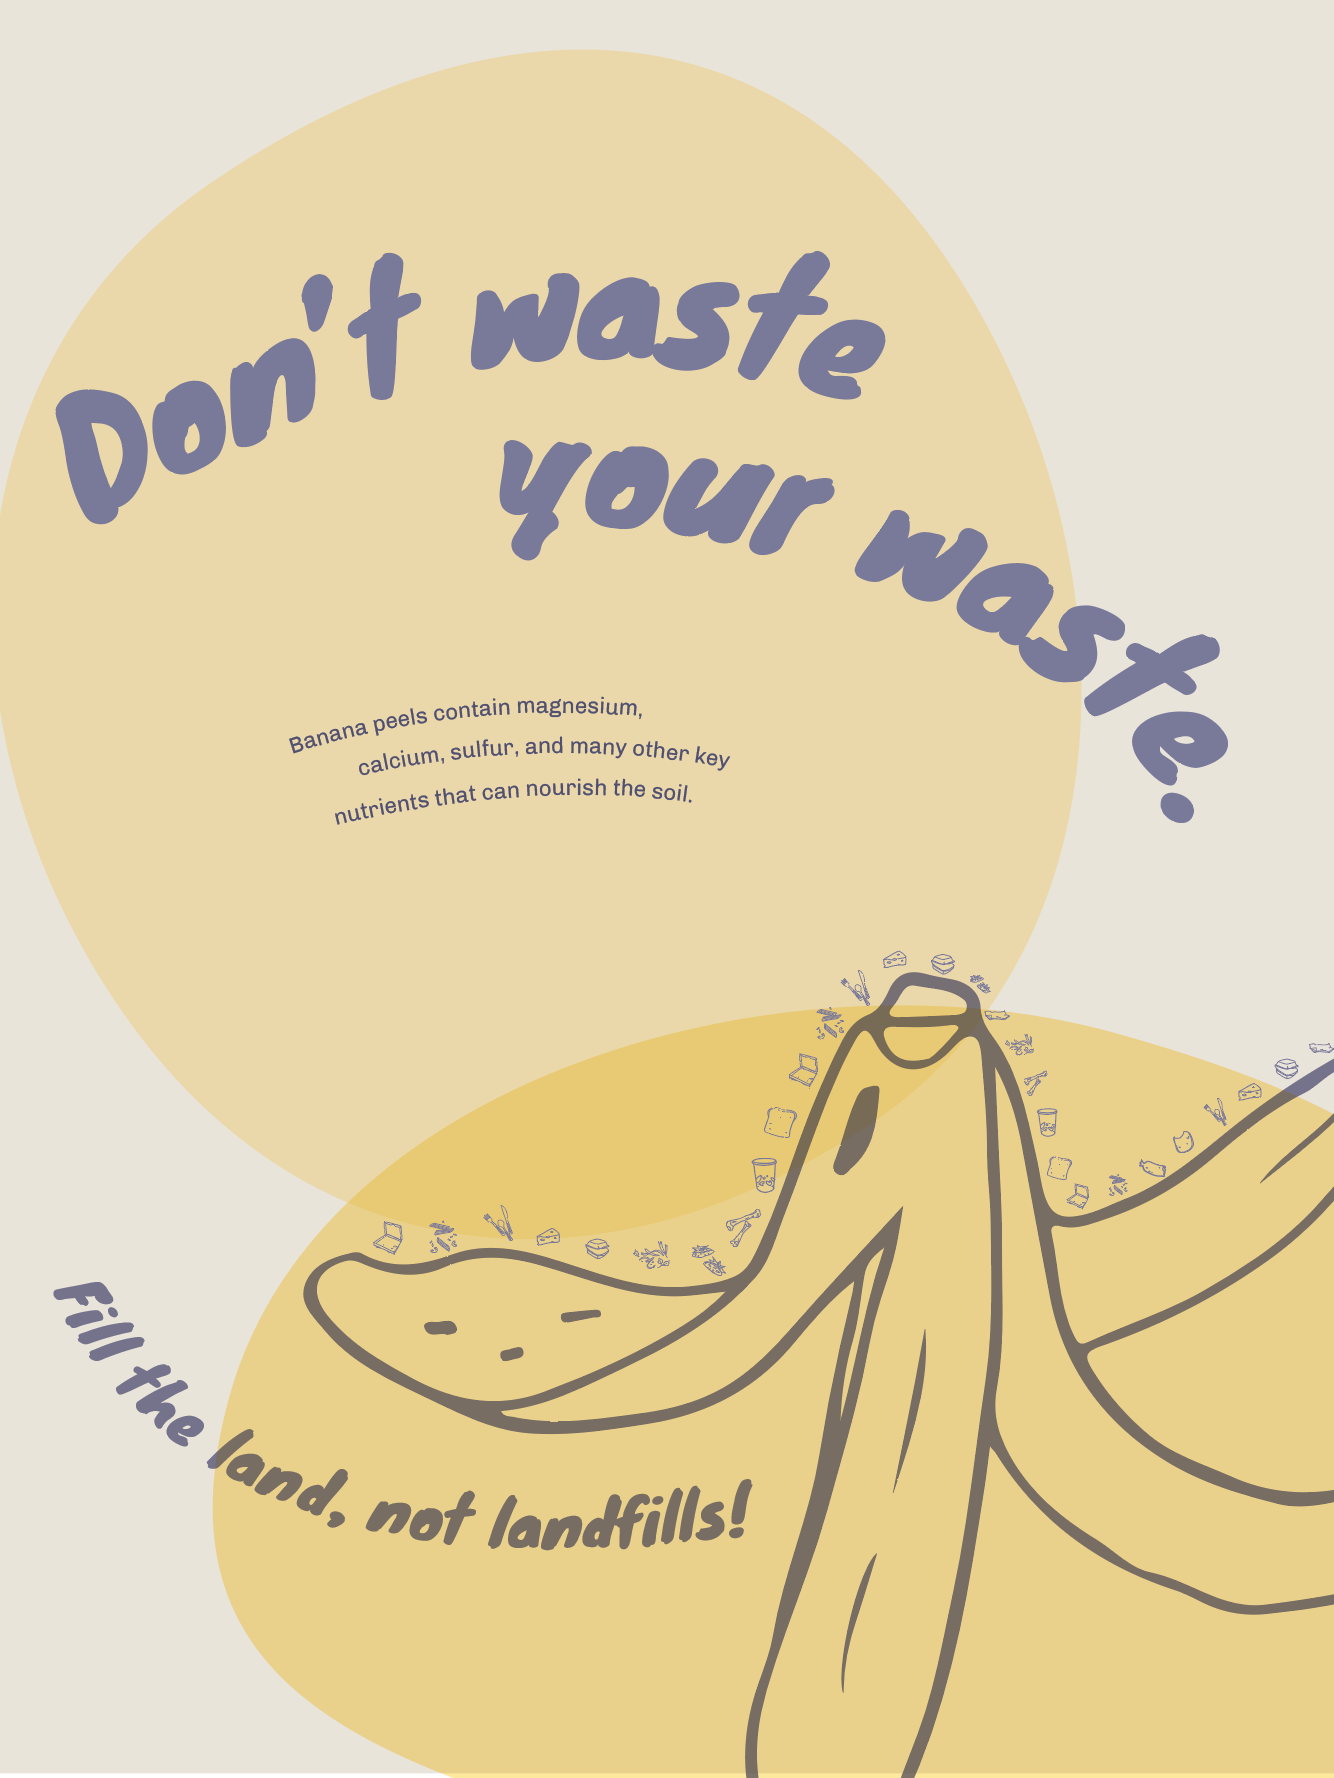 Don't waste
your waste.
Banana peels contain magnesium,
calcium, sulfur, and many other key
nutrients that can nourish the soil.
Fill the land, not landfills!